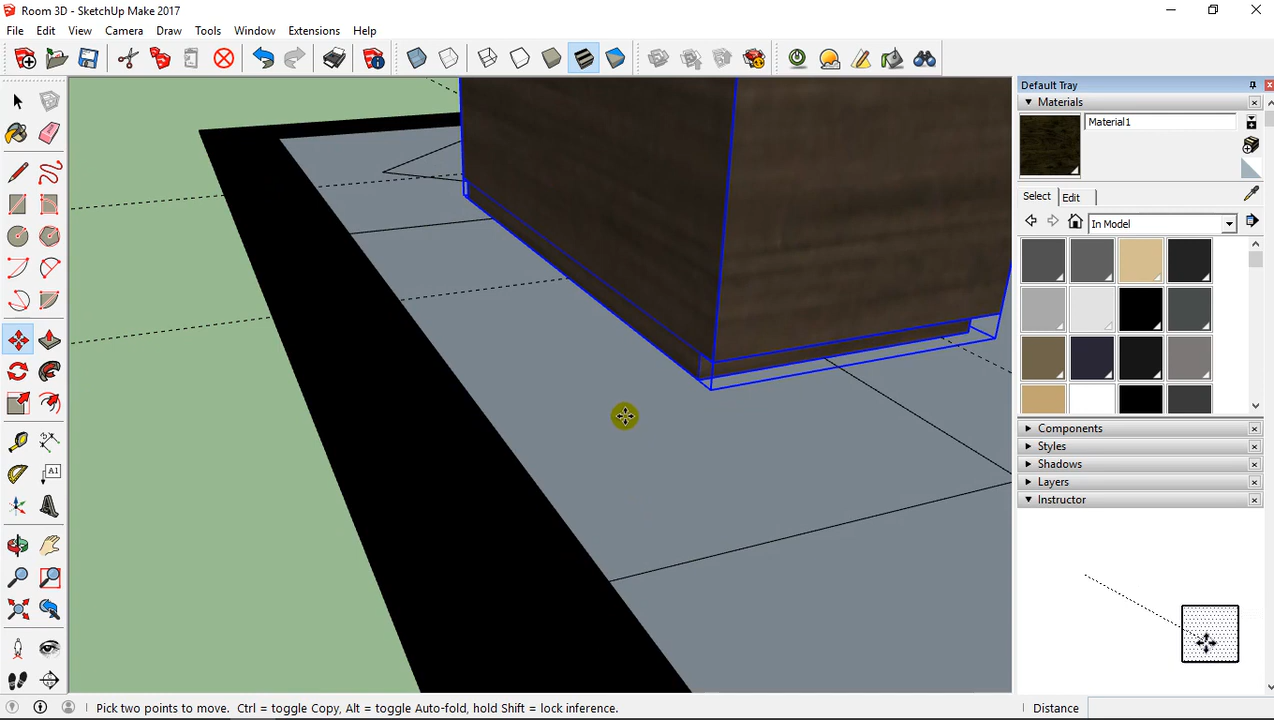 Room 3D - SketchUp Make 2017
File Edit View Camera Draw Tools Window Extensions Help
Default Tray
Materials
Material1
Select Edit
In Model
A1
Components
Styles
Shadows
Layers
Instructor
Pick two points to move. Ctrl = toggle Copy, Alt = toggle Auto-fold, hold Shift = lock inference.
Distance